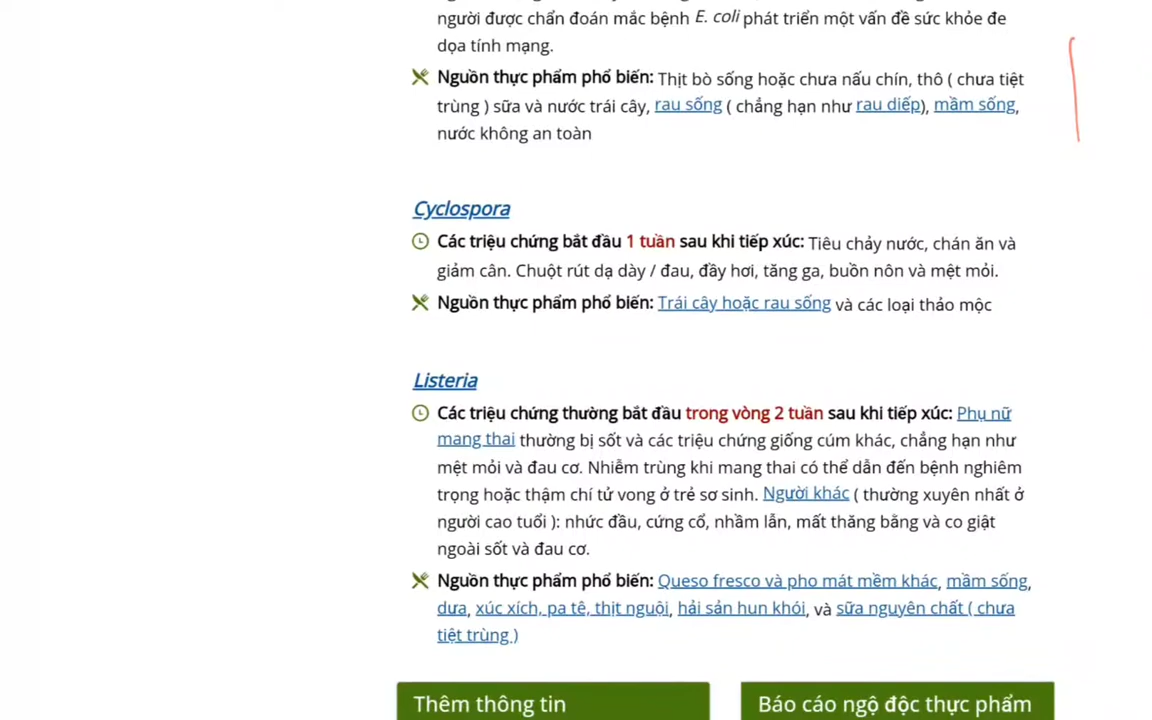 người được chẩn đoán mắc bệnh E. coli phát triển một vấn đề sức khỏe đe
dọa tính mạng.
Nguồn thực phẩm phổ biến: Thịt bò sống hoặc chưa nấu chín, thô ( chưa tiệt
trùng ) sữa và nước trái cây, rau sống ( chẳng hạn như rau diếp), mầm sống,
nước không an toàn
Cyclospora
Các triệu chứng bắt đầu 1 tuần sau khi tiếp xúc: Tiêu chảy nước, chán ăn và
giảm cân. Chuột rút dạ dày / đau, đầy hơi, tăng ga, buồn nôn và mệt mỏi.
Nguồn thực phẩm phổ biến: Trái cây hoặc rau sống và các loại thảo mộc
Listeria
Các triệu chứng thường bắt đầu trong vòng 2 tuần sau khi tiếp xúc: Phụ nữ
mang thai thường bị sốt và các triệu chứng giống cúm khác, chẳng hạn như
mệt mỏi và đau cơ. Nhiễm trùng khi mang thai có thể dẫn đến bệnh nghiêm
trọng hoặc thậm chí tử vong ở trẻ sơ sinh. Người khác ( thường xuyên nhất ở
người cao tuổi ): nhức đầu, cứng cổ, nhầm lẫn, mất thăng bằng và co giật
ngoài sốt và đau cơ.
Nguồn thực phẩm phổ biến: Queso fresco và pho mát mềm khác, mầm sống,
dưa, xúc xích, pa tê, thịt nguội, hải sản hun khói, và sữa nguyên chất ( chưa
tiệt trùng )
Thêm thông tin
Báo cáo ngộ độc thực phẩm